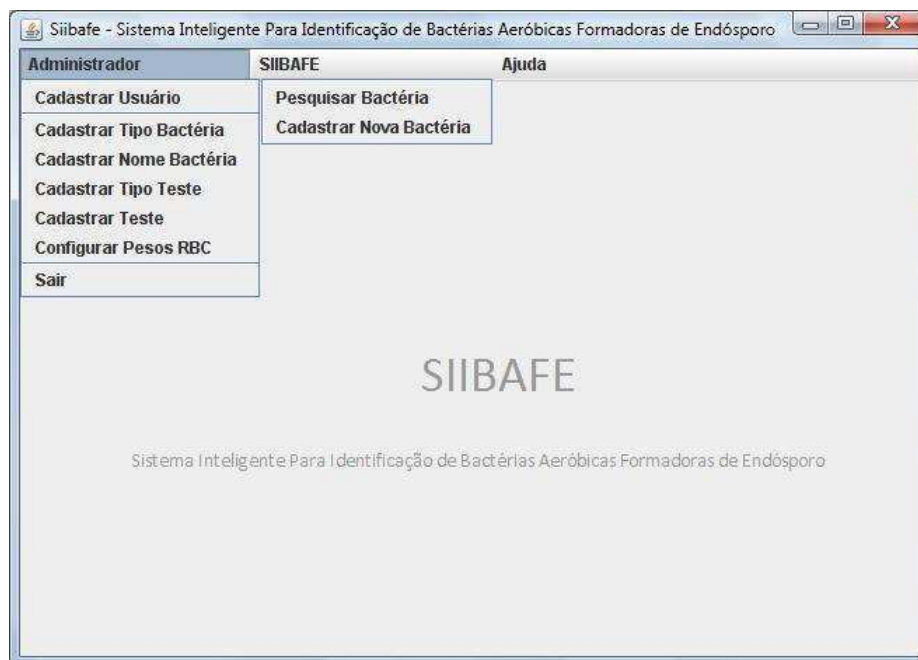 Siibafe - Sistema Inteligente Para Identificação de Bactérias Aeróbicas Formadoras de Endósporo
Administrador SIIBAFE Ajuda
Cadastrar Usuário
Cadastrar Tipo Bactéria
Cadastrar Nome Bactéria
Cadastrar Tipo Teste
Cadastrar Teste
Configurar Pesos RBC
Sair
Pesquisar Bactéria
Cadastrar Nova Bactéria
SIIBAFE
Sistema Inteligente Para Identificação de Bactérias Aeróbicas Formadoras de Endósporo